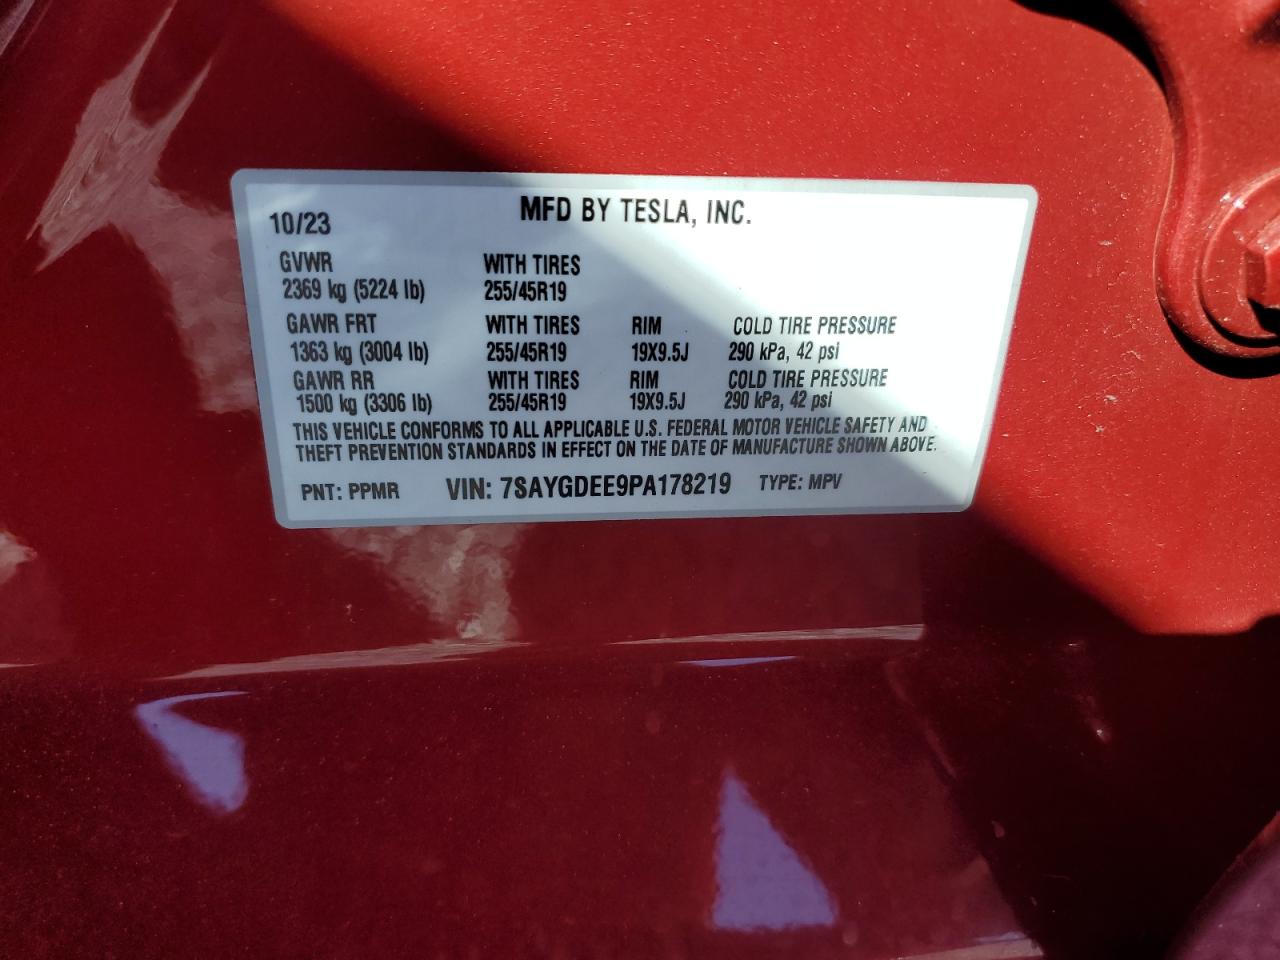 MFD BY TESLA, INC.
10/23
GVWR WITH TIRES
2369 kg (5224 lb) 255/45R19
GAWR FRT WITH TIRES RIM COLD TIRE PRESSURE
1363 kg (3004 lb) 255/45R19 19X9.5J 290 kPa, 42 psi
GAWR RR WITH TIRES RIM COLD TIRE PRESSURE
1500 kg (3306 lb) 255/45R19 19X9.5J 290 kPa, 42 psi
THIS VEHICLE CONFORMS TO ALL APPLICABLE U.S. FEDERAL MOTOR VEHICLE SAFETY AND
THEFT PREVENTION STANDARDS IN EFFECT ON THE DATE OF MANUFACTURE SHOWN ABOVE.
PNT: PPMR VIN: 7SAYGDEE9PA178219 TYPE: MPV